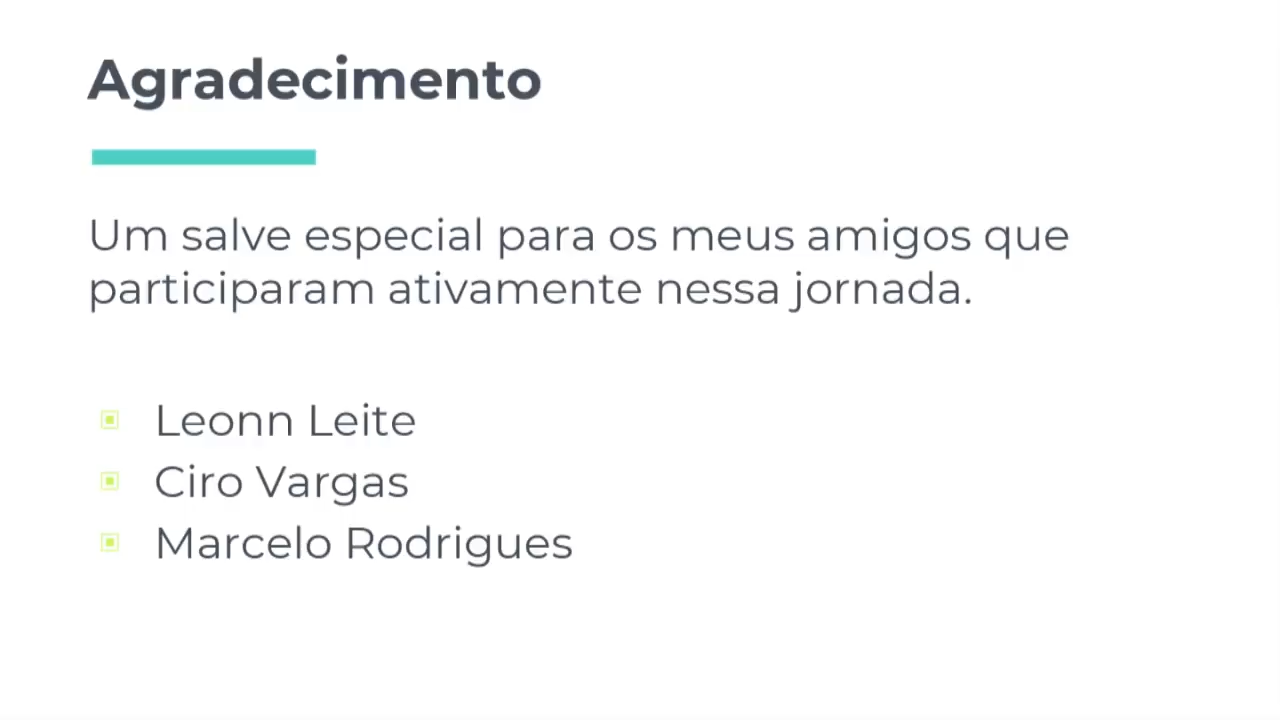 Agradecimento
Um salve especial para os meus amigos que
participaram ativamente nessa jornada.
Leonn Leite
Ciro Vargas
Marcelo Rodrigues